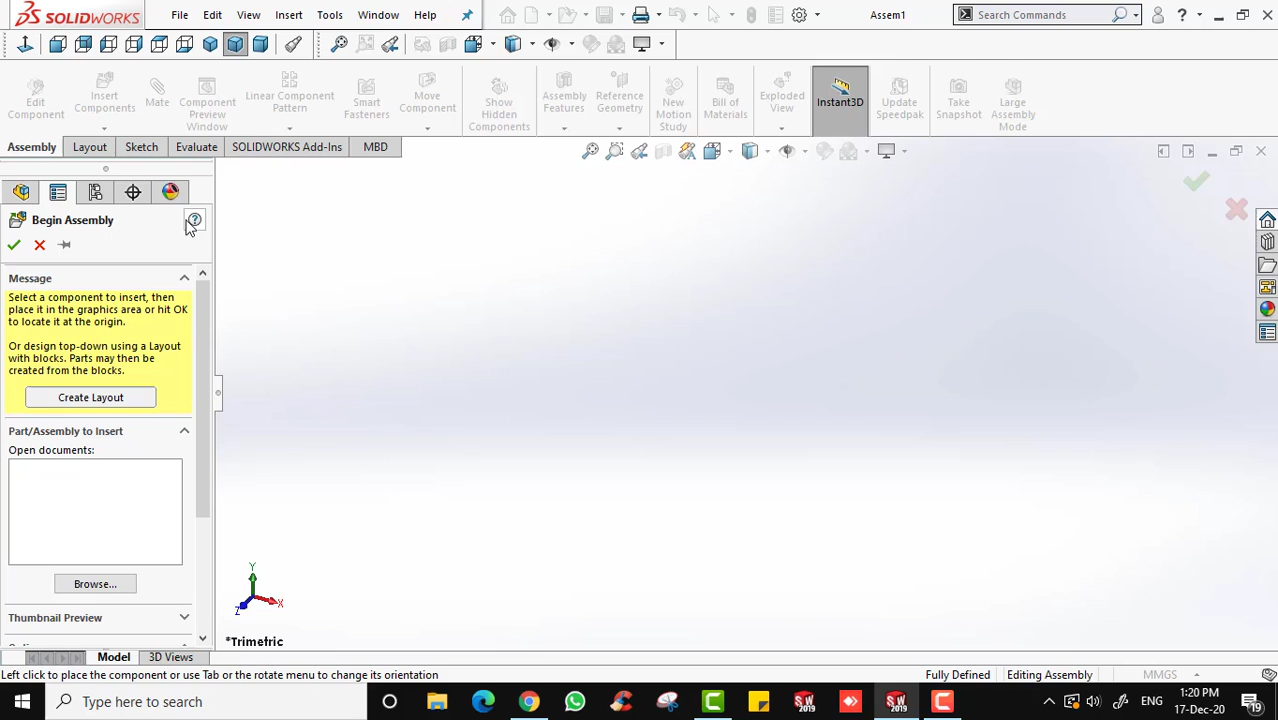 SOLIDWORKS File Edit View Insert Tools Window Help Assem1 Search Commands ?
Edit Component
Insert Components
Mate
Component Preview Window
Linear Component Pattern
Smart Fasteners
Move Component
Show Hidden Components
Assembly Features
Reference Geometry
New Motion Study
Bill of Materials
Exploded View
Instant3D
Update Speedpak
Take Snapshot
Large Assembly Mode
Assembly Layout Sketch Evaluate SOLIDWORKS Add-Ins MBD
Begin Assembly ?
Message
Select a component to insert, then
place it in the graphics area or hit OK
to locate it at the origin.
Or design top-down using a Layout
with blocks. Parts may then be
created from the blocks.
Create Layout
Part/Assembly to Insert
Open documents:
Browse...
Thumbnail Preview
Y
X
Z
*Trimetric
Model 3D Views
Left click to place the component or use Tab or the rotate menu to change its orientation Fully Defined Editing Assembly MMGS
Type here to search SW 2019 SW 2019 ENG 1:20 PM
17-Dec-20 19